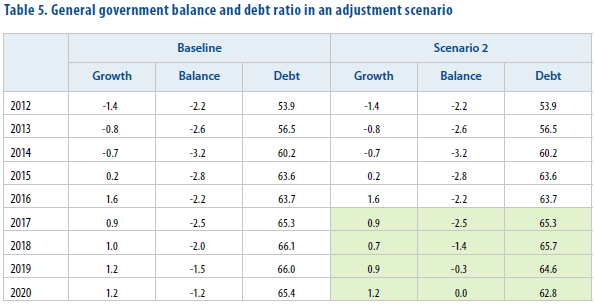 Table 5. General government balance and debt ratio in an adjustment scenario
Baseline Scenario 2
Growth Balance Debt Growth Balance Debt
2012 -1.4 -2.2 53.9 -1.4 -2.2 53.9
2013 -0.8 -2.6 56.5 -0.8 -2.6 56.5
2014 -0.7 -3.2 60.2 -0.7 -3.2 60.2
2015 0.2 -2.8 63.6 0.2 -2.8 63.6
2016 1.6 -2.2 63.7 1.6 -2.2 63.7
2017 0.9 -2.5 65.3 0.9 -2.5 65.3
2018 1.0 -2.0 66.1 0.7 -1.4 65.7
2019 1.2 -1.5 66.0 0.9 -0.3 64.6
2020 1.2 -1.2 65.4 1.2 0.0 62.8